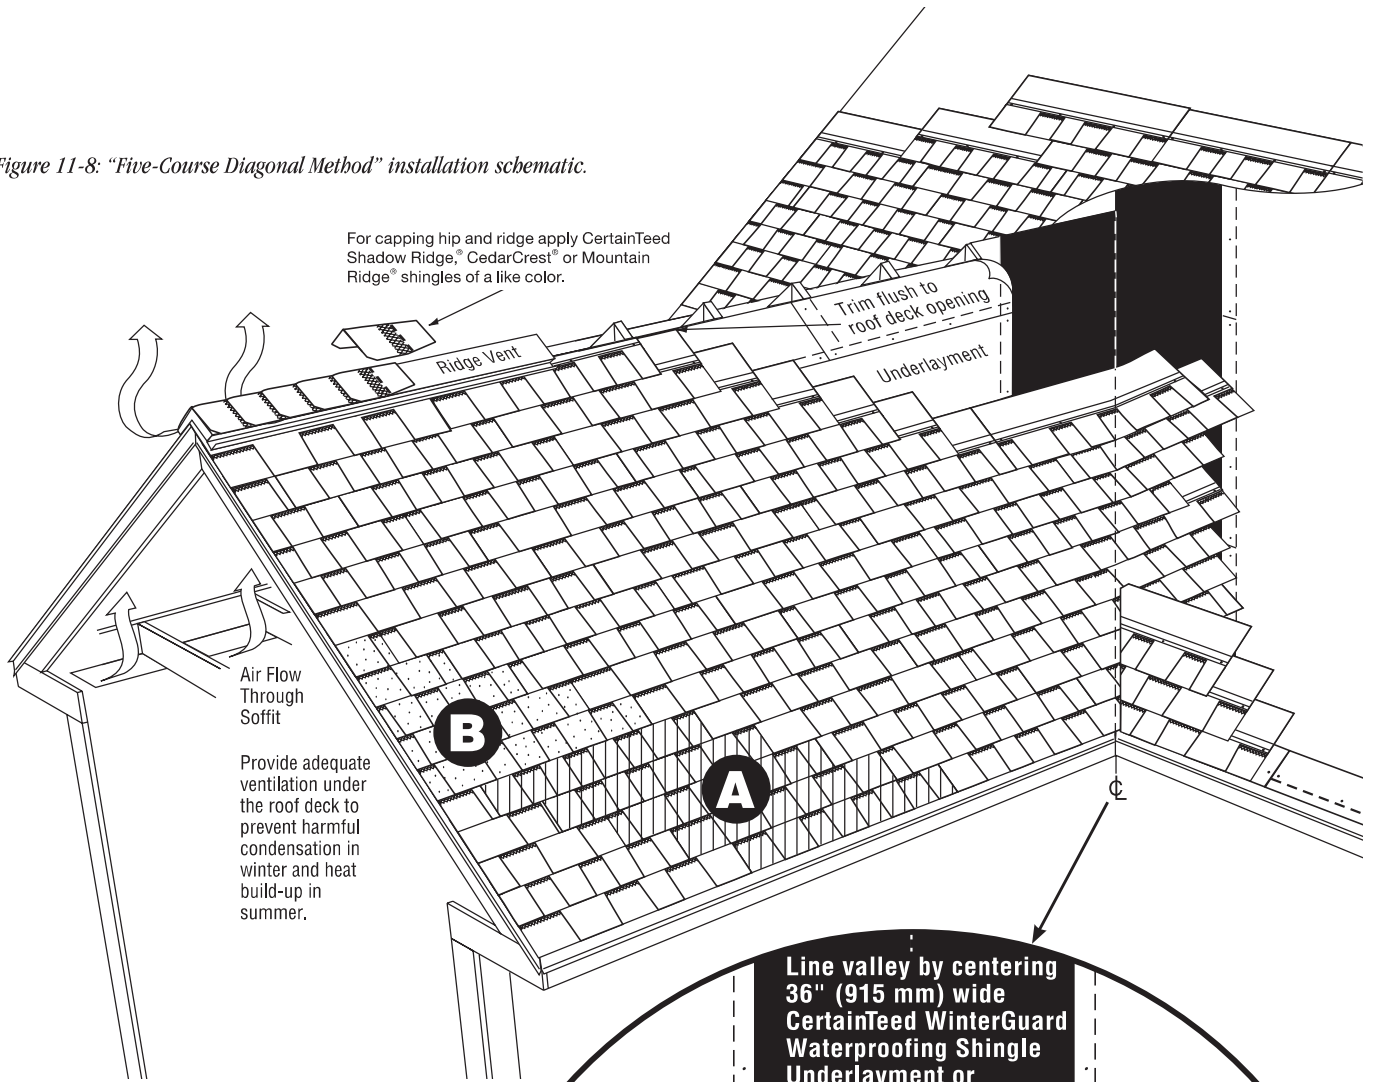 Figure 11-8: “Five-Course Diagonal Method” installation schematic.
For capping hip and ridge apply CertainTeed
Shadow Ridge,® CedarCrest® or Mountain
Ridge® shingles of a like color.
Trim flush to
roof deck opening
Ridge Vent
Underlayment
Air Flow
Through
Soffit
B
A
Provide adequate
ventilation under
the roof deck to
prevent harmful
condensation in
winter and heat
build-up in
summer.
℄
Line valley by centering
36" (915 mm) wide
CertainTeed WinterGuard
Waterproofing Shingle
Underlayment or